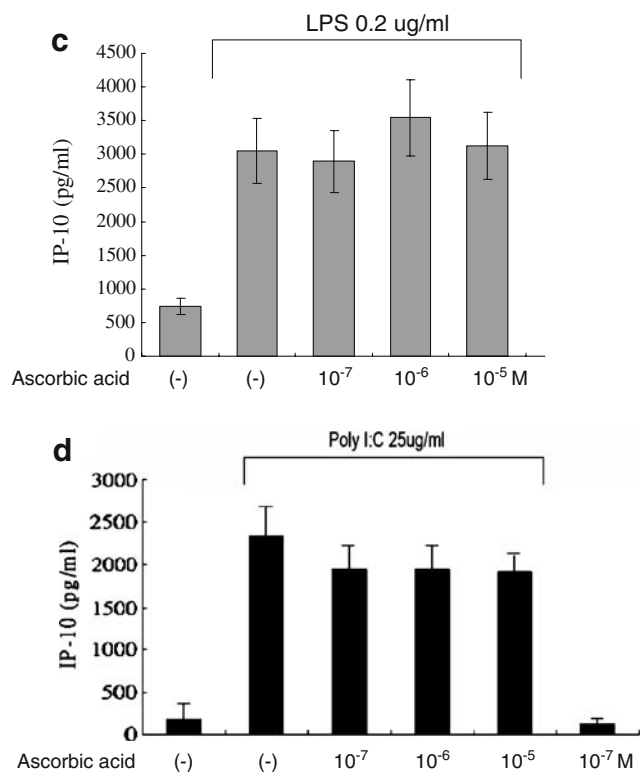 c
LPS 0.2 ug/ml
IP-10 (pg/ml)
4500
4000
3500
3000
2500
2000
1500
1000
500
0
Ascorbic acid (-) (-) 10⁻⁷ 10⁻⁶ 10⁻⁵ M
d
Poly I:C 25ug/ml
IP-10 (pg/ml)
3000
2500
2000
1500
1000
500
0
Ascorbic acid (-) (-) 10⁻⁷ 10⁻⁶ 10⁻⁵ 10⁻⁷ M